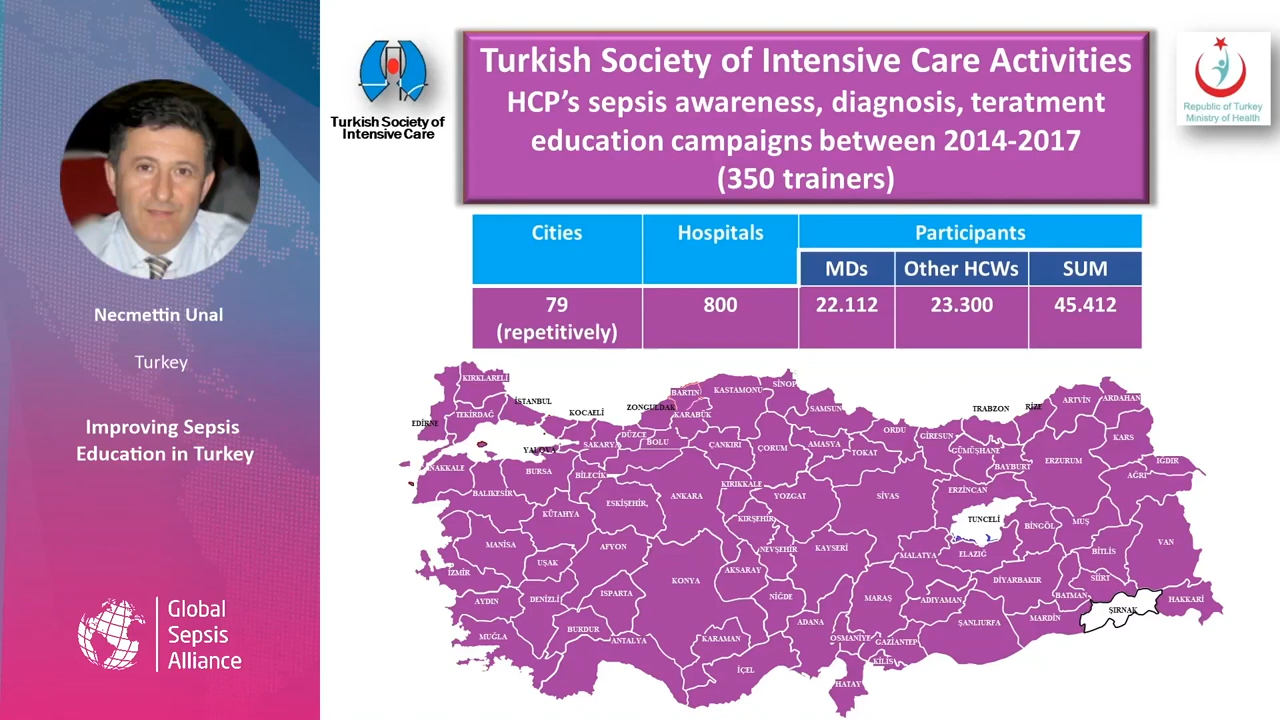 Necmettin Unal
Turkey
Improving Sepsis
Education in Turkey
Global
Sepsis
Alliance
Turkish Society of
Intensive Care
Turkish Society of Intensive Care Activities
HCP's sepsis awareness, diagnosis, teratment
education campaigns between 2014-2017
(350 trainers)
Republic of Turkey
Ministry of Health
Cities Hospitals Participants
MDs Other HCWs SUM
79 800 22.112 23.300 45.412
(repetitively)
KIRKLARELİ
EDİRNE
TEKİRDAĞ
İSTANBUL
KOCAELİ
YALOVA
SAKARY
DÜZCE
ZONGULDAK
BOLU
BARTIN
KARABÜK
KASTAMONU
SİNOP
ÇANKIRI
ÇORUM
SAMSUN
AMASYA
TOKAT
ORDU
GİRESUN
GÜMÜŞHANE
TRABZON
RİZE
BAYBURT
ARTVİN
ARDAHAN
KARS
ERZURUM
IĞDIR
AĞRI
NAKKALE
BALIKESİR
BURSA
BİLECİK
KÜTAHYA
ESKİŞEHİR,
ANKARA
KIRIKKALE
KIRŞEHİR
YOZGAT
SİVAS
ERZİNCAN
TUNCELİ
BİNGÖL
MUŞ
BİTLİS
VAN
MANİSA
İZMİR
UŞAK
AFYON
AYDIN
DENİZLİ
ISPARTA
MUĞLA
BURDUR
ANTALYA
KONYA
AKSARAY
NEVŞEHİR
KAYSERİ
NİĞDE
KARAMAN
İÇEL
ADANA
MARAŞ
MALATYA
ELAZIĞ
ADIYAMAN
DİYARBAKIR
BATMAN
SİİRT
ŞIRNAK
HAKKARİ
MARDİN
ŞANLIURFA
GAZİANTEP
OSMANİYE
KİLİS
HATAY